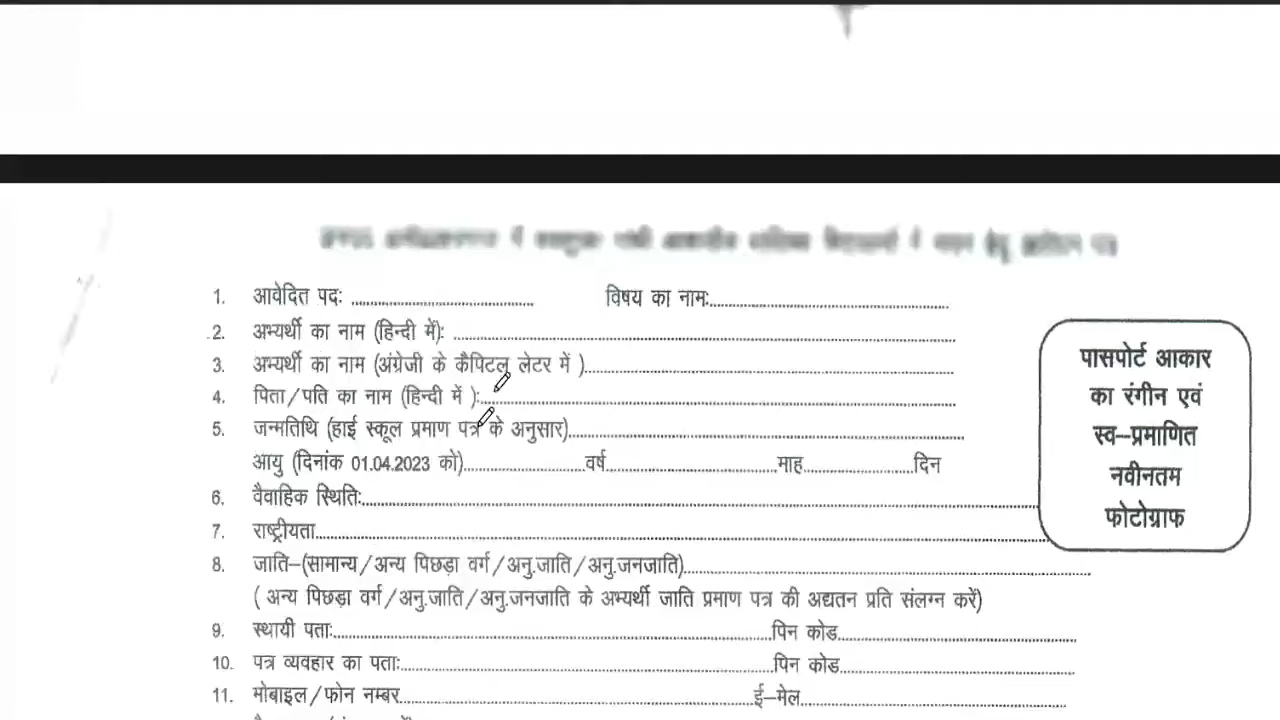 1. आवेदित पदः ........................................ विषय का नामः........................................
2. अभ्यर्थी का नाम (हिन्दी में): ........................................
3. अभ्यर्थी का नाम (अंग्रेजी के कैपिटल लेटर में )........................................
4. पिता/पति का नाम (हिन्दी में ):........................................
5. जन्मतिथि (हाई स्कूल प्रमाण पत्र के अनुसार)........................................
आयु (दिनांक 01.04.2023 को)....................वर्ष....................माह....................दिन
6. वैवाहिक स्थिति:........................................
7. राष्ट्रीयता........................................
8. जाति–(सामान्य/अन्य पिछड़ा वर्ग/अनु.जाति/अनु.जनजाति)........................................
( अन्य पिछड़ा वर्ग/अनु.जाति/अनु.जनजाति के अभ्यर्थी जाति प्रमाण पत्र की अद्यतन प्रति संलग्न करें)
9. स्थायी पताः........................................पिन कोड........................................
10. पत्र व्यवहार का पताः........................................पिन कोड........................................
11. मोबाइल/फोन नम्बर........................................ई–मेल........................................
पासपोर्ट आकार
का रंगीन एवं
स्व–प्रमाणित
नवीनतम
फोटोग्राफ